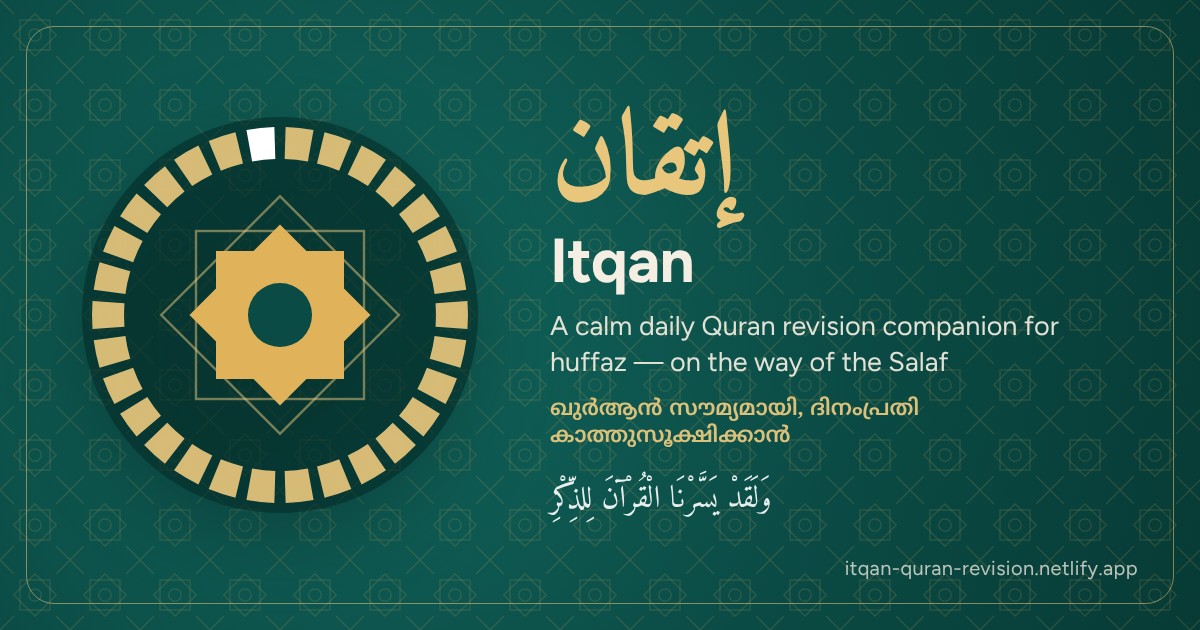 إتقان
Itqan
A calm daily Quran revision companion for
huffaz — on the way of the Salaf
ഖുർആൻ സൗമ്യമായി, ദിനംപ്രതി
കാത്തുസൂക്ഷിക്കാൻ
وَلَقَدْ يَسَّرْنَا الْقُرْآنَ لِلذِّكْرِ
itqan-quran-revision.netlify.app